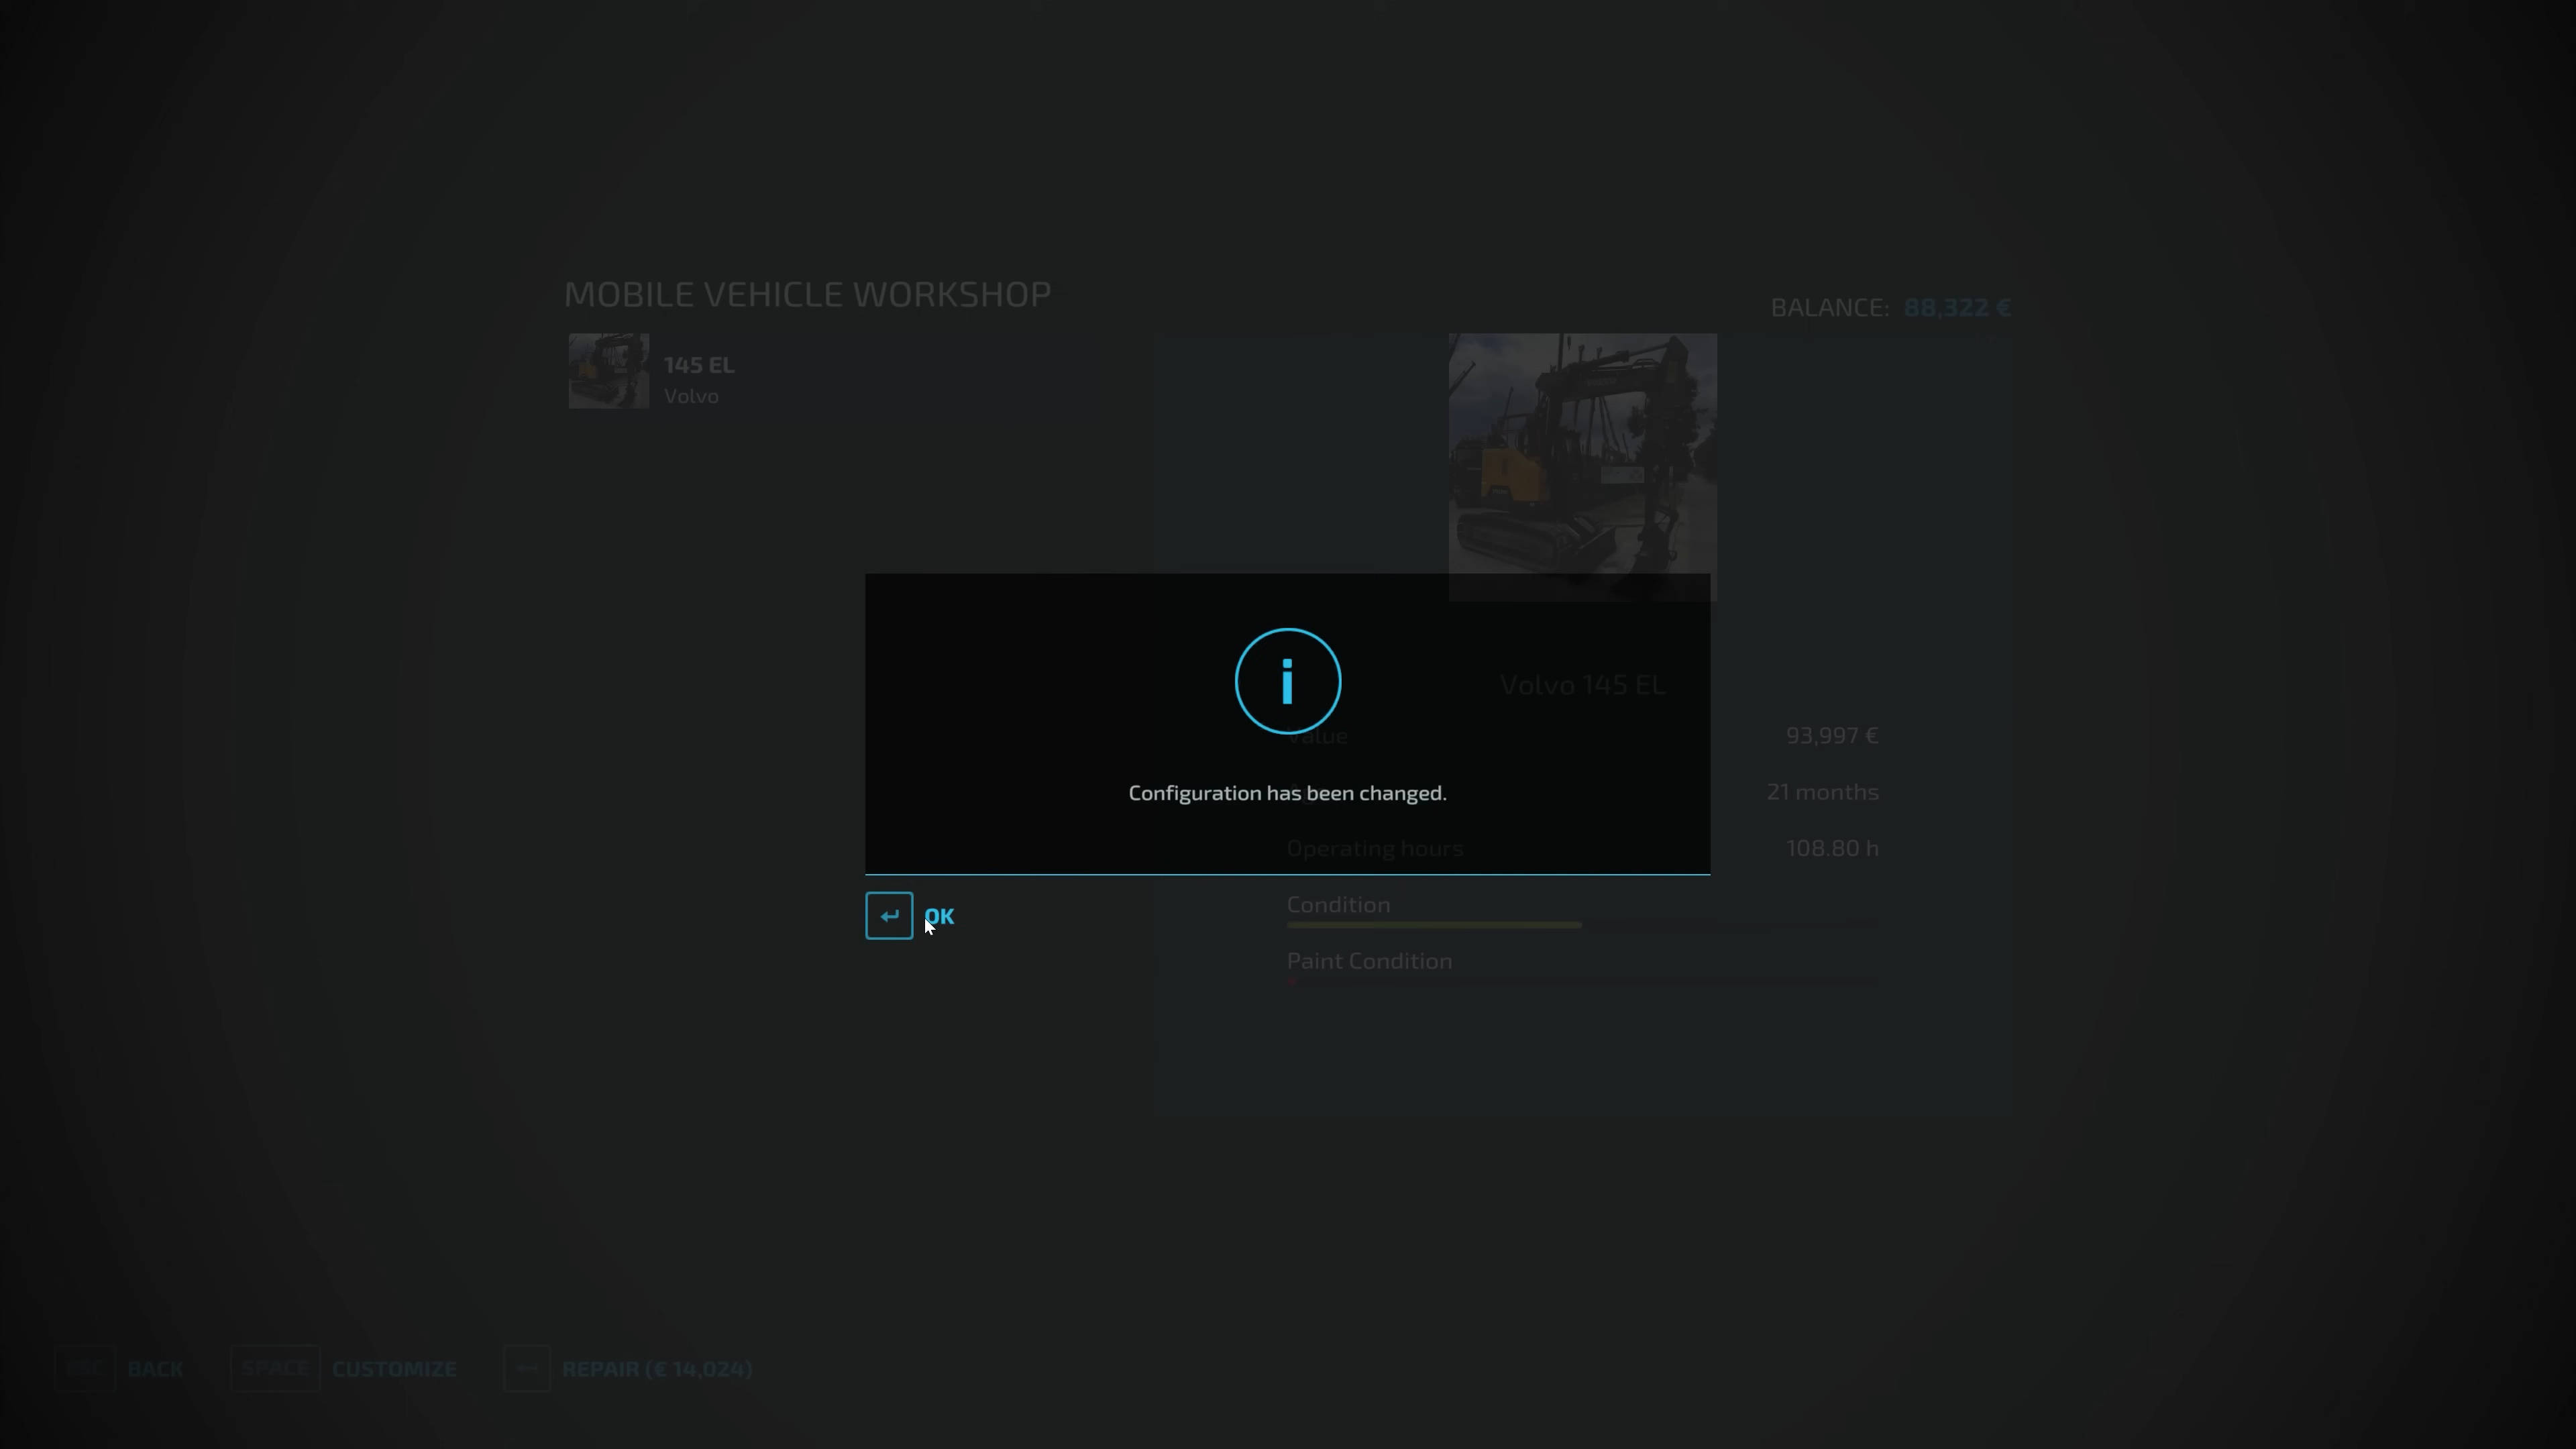 MOBILE VEHICLE WORKSHOP
BALANCE: 88,322 €
145 EL
Volvo
Volvo 145 EL
Value 93,997 €
Configuration has been changed.
21 months
Operating hours 108.80 h
OK
Condition
Paint Condition
ESC BACK SPACE CUSTOMIZE REPAIR (€ 14,024)